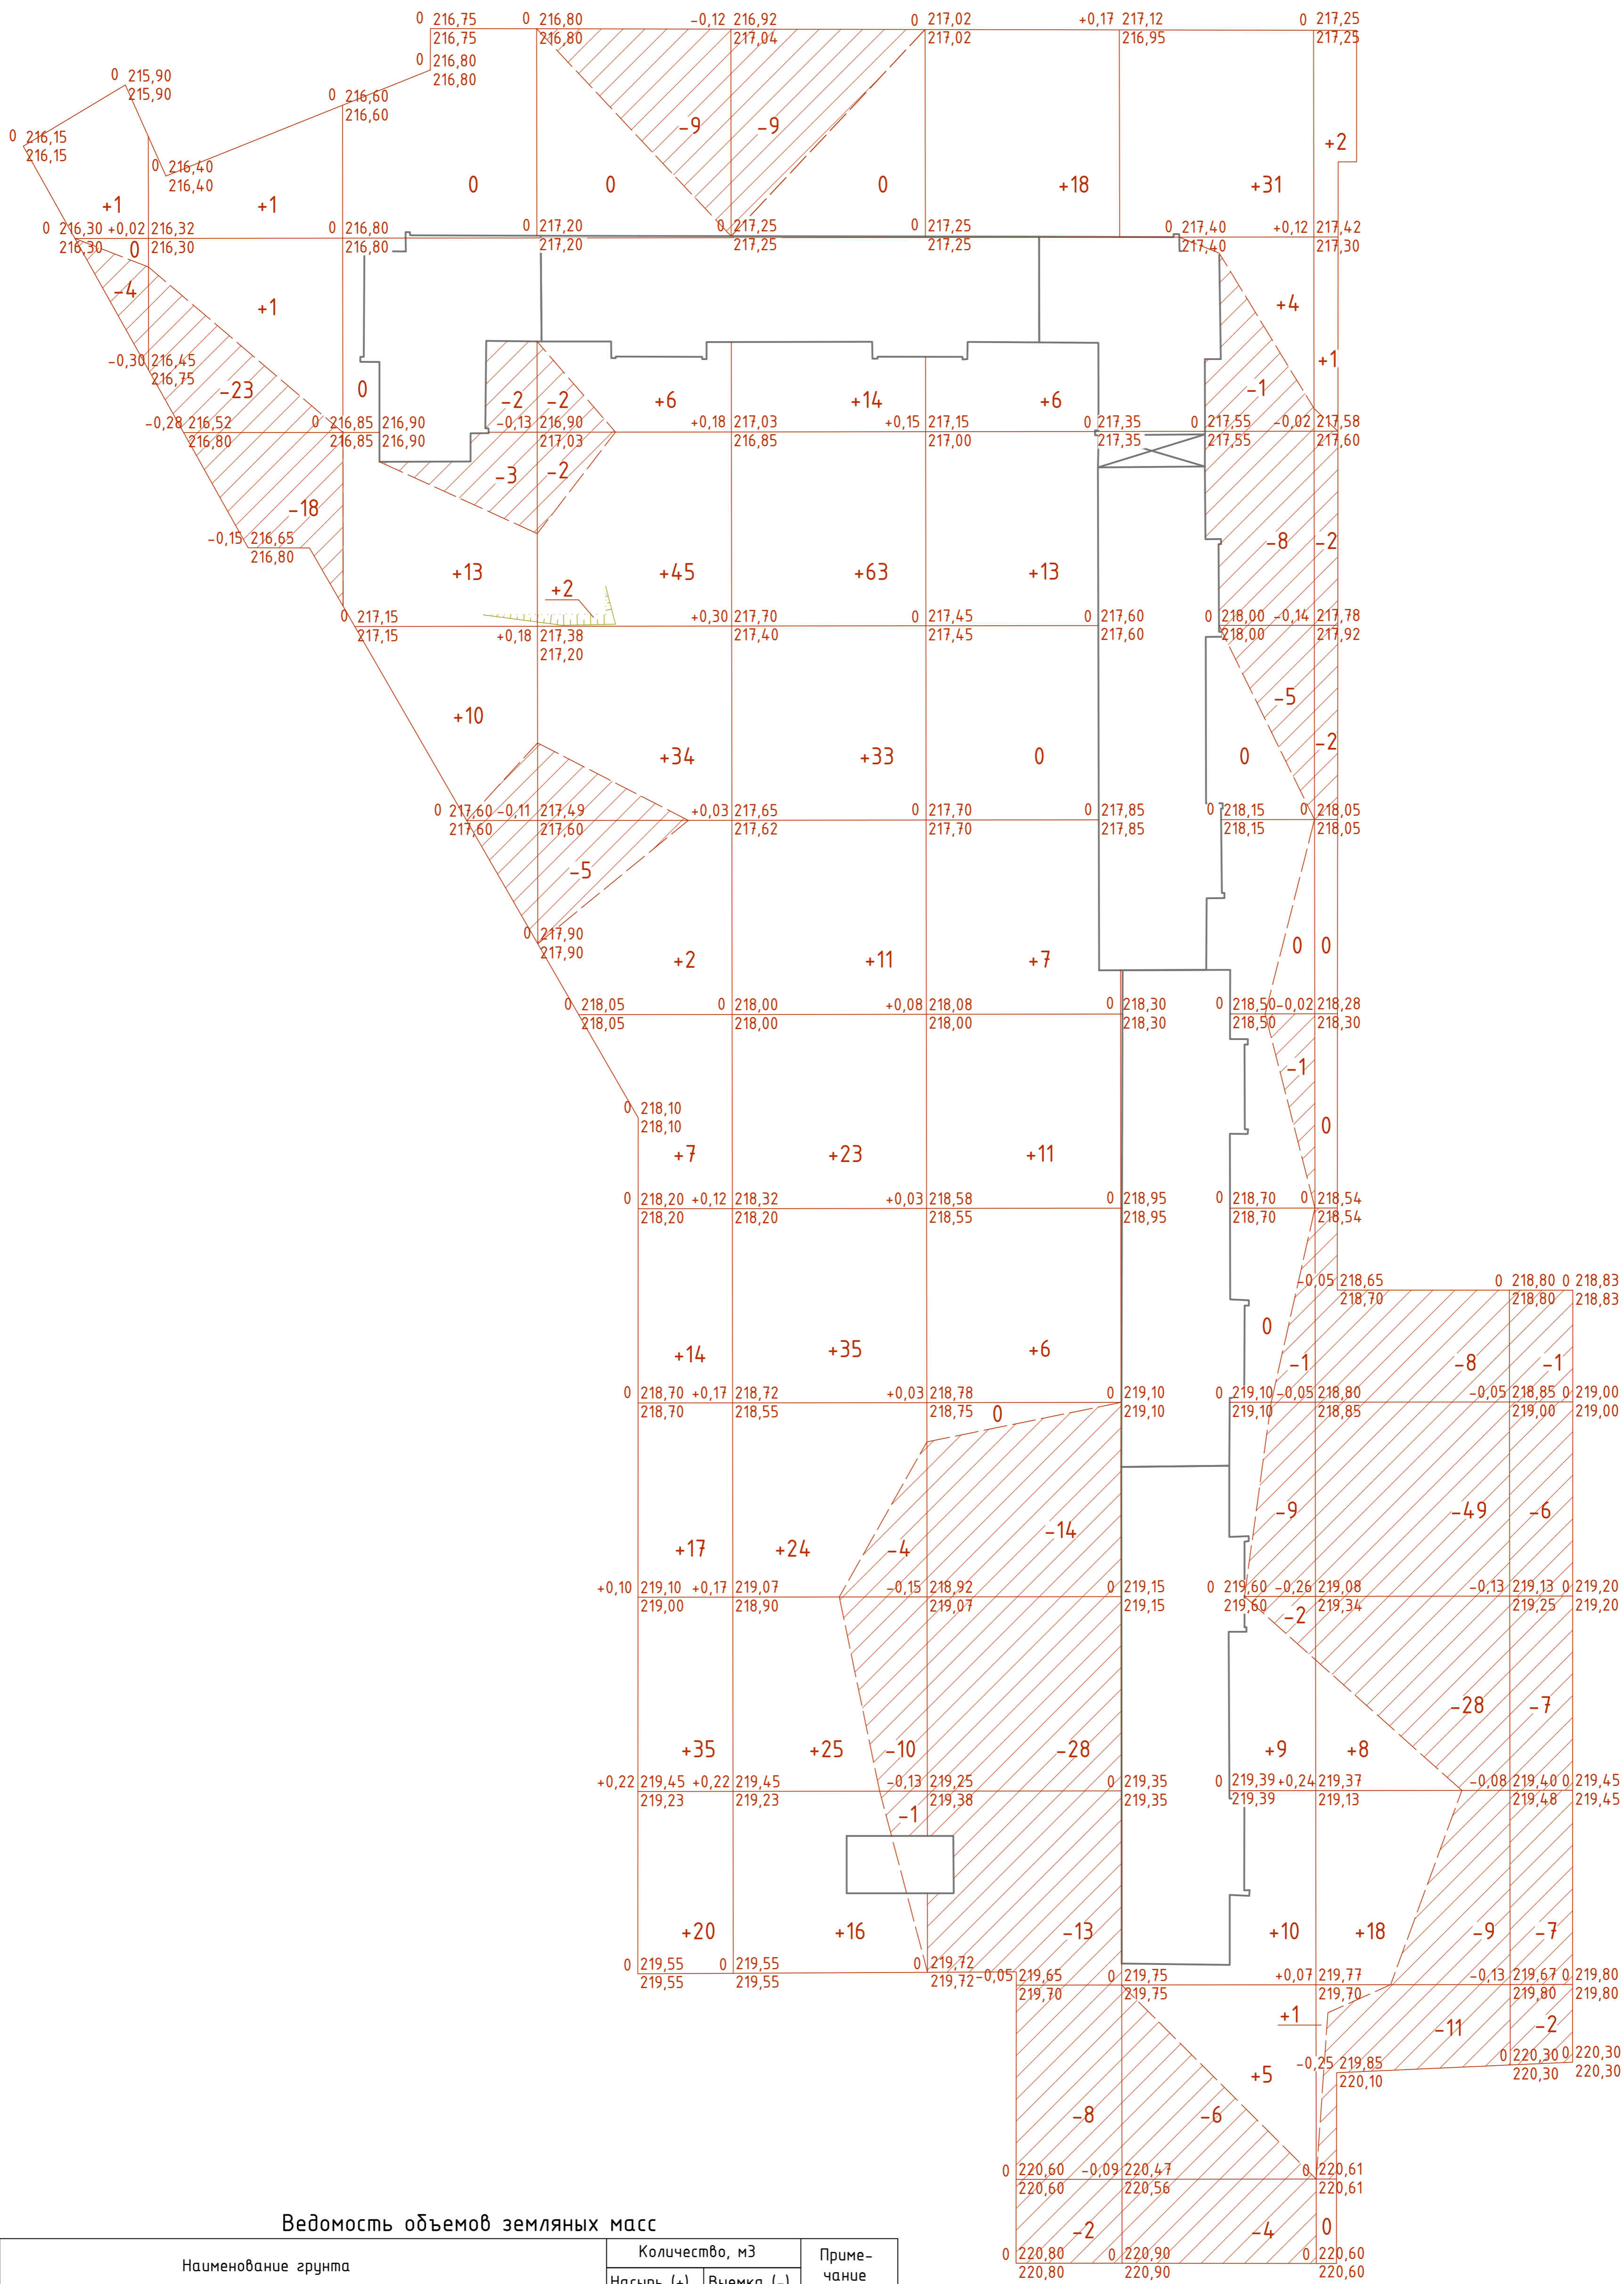 0 216,75 0 216,80 -0,12 216,92 0 217,02 +0,17 217,12 0 217,25
216,75 216,80 217,04 217,02 216,95 217,25
0 216,80
216,80
0 215,90
215,90
0 216,60
216,60
0 216,15
216,15
0 216,40
216,40
-9 -9
+2
0 0 0 +18 +31
+1 +1
0 216,30 +0,02 216,32 0 216,80 0 217,20 0 217,25 0 217,25 0 217,40 +0,12 217,42
216,30 216,30 216,80 217,20 217,25 217,25 217,40 217,30
0
-4
+1
+4
-0,30 216,45
216,75
+1
-23 0 -2 -2 +6 +14 +6 -1
-0,28 216,52 0 216,85 216,90 -0,13 216,90 +0,18 217,03 +0,15 217,15 0 217,35 0 217,55 -0,02 217,58
216,80 216,85 216,90 217,03 216,85 217,00 217,35 217,55 217,60
-3 -2
-18
-0,15 216,65
216,80
-8 -2
+13 +45 +63 +13
+2
0 217,15 +0,30 217,70 0 217,45 0 217,60 0 218,00 -0,14 217,78
217,15 +0,18 217,38 217,40 217,45 217,60 218,00 217,92
217,20
-5
+10
-2
+34 +33 0 0
0 217,60 -0,11 217,49 +0,03 217,65 0 217,70 0 217,85 0 218,15 0 218,05
217,60 217,60 217,62 217,70 217,85 218,15 218,05
-5
0 217,90
217,90
0 0
+2 +11 +7
0 218,05 0 218,00 +0,08 218,08 0 218,30 0 218,50 -0,02 218,28
218,05 218,00 218,00 218,30 218,50 218,30
-1
0 218,10
218,10
0
+7 +23 +11
0 218,20 +0,12 218,32 +0,03 218,58 0 218,95 0 218,70 0 218,54
218,20 218,20 218,55 218,95 218,70 218,54
-0,05 218,65 0 218,80 0 218,83
218,70 218,80 218,83
0
+14 +35 +6 -1 -8 -1
0 218,70 +0,17 218,72 +0,03 218,78 0 219,10 0 219,10 -0,05 218,80 -0,05 218,85 0 219,00
218,70 218,55 218,75 219,10 219,10 218,85 219,00 219,00
0
-14 -9 -49 -6
+17 +24 -4
+0,10 219,10 +0,17 219,07 -0,15 218,92 0 219,15 0 219,60 -0,26 219,08 -0,13 219,13 0 219,20
219,00 218,90 219,07 219,15 219,60 219,34 219,25 219,20
-2
-28 -7
+35 +25 -10 -28 +9 +8
+0,22 219,45 +0,22 219,45 -0,13 219,25 0 219,35 0 219,39 +0,24 219,37 -0,08 219,40 0 219,45
219,23 219,23 219,38 219,35 219,39 219,13 219,48 219,45
-1
+20 +16 -13 +10 +18 -9 -7
0 219,55 0 219,55 0 219,72
219,55 219,55 219,72
-0,05 219,65 0 219,75 +0,07 219,77 -0,13 219,67 0 219,80
219,70 219,75 219,70 219,80 219,80
+1
-11 -2
0 220,30 0 220,30
220,30 220,30
-0,25 219,85
220,10
+5
-8 -6
0 220,60 -0,09 220,47 0 220,61
220,60 220,56 220,61
-2 -4 0
0 220,80 0 220,90 0 220,60
220,80 220,90 220,60
Ведомость объемов земляных масс
Наименование грунта
Количество, м3
Насыпь (+) Выемка (-)
Приме-
чание